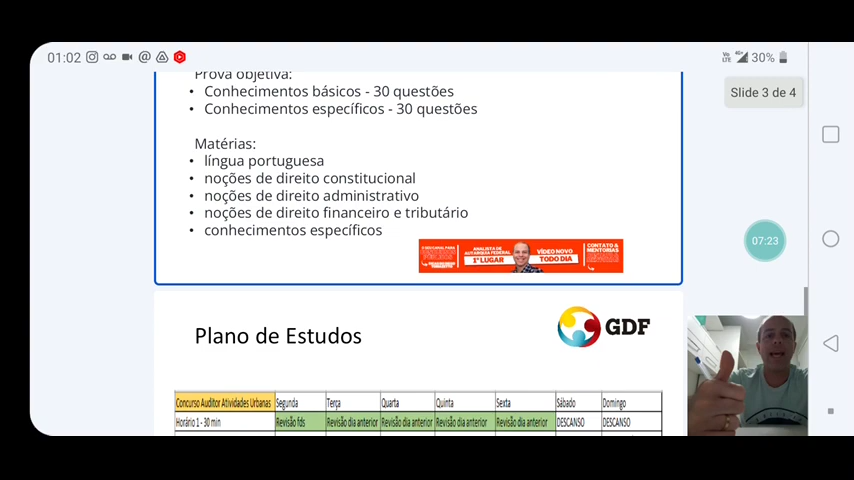 01:02
30%
Slide 3 de 4
Prova objetiva:
• Conhecimentos básicos - 30 questões
• Conhecimentos específicos - 30 questões
Matérias:
• língua portuguesa
• noções de direito constitucional
• noções de direito administrativo
• noções de direito financeiro e tributário
• conhecimentos específicos
ANALISTA DE
AUTARQUIA FEDERAL
1º LUGAR
VÍDEO NOVO
TODO DIA
CONTATO &
MENTORIAS
07:23
Plano de Estudos
GDF
Concurso Auditor Atividades Urbanas Segunda Terça Quarta Quinta Sexta Sábado Domingo
Horário 1 - 30 min Revisão fds Revisão dia anterior Revisão dia anterior Revisão dia anterior Revisão dia anterior DESCANSO DESCANSO